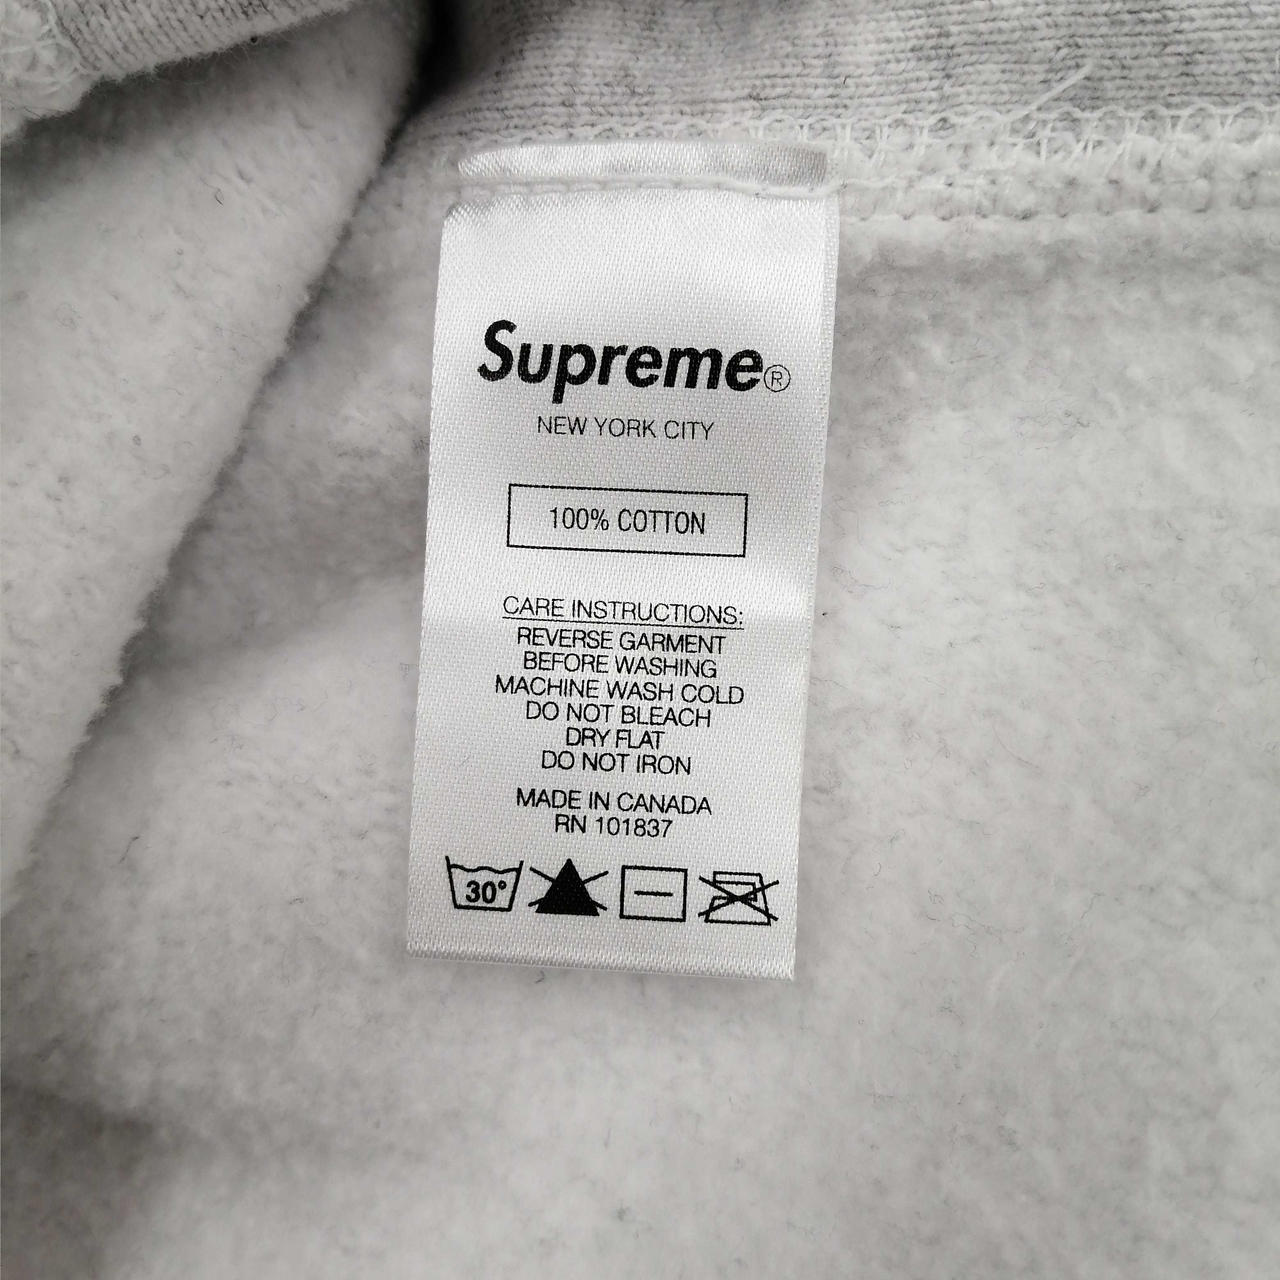 Supreme®
NEW YORK CITY
100% COTTON
CARE INSTRUCTIONS:
REVERSE GARMENT
BEFORE WASHING
MACHINE WASH COLD
DO NOT BLEACH
DRY FLAT
DO NOT IRON
MADE IN CANADA
RN 101837
30°